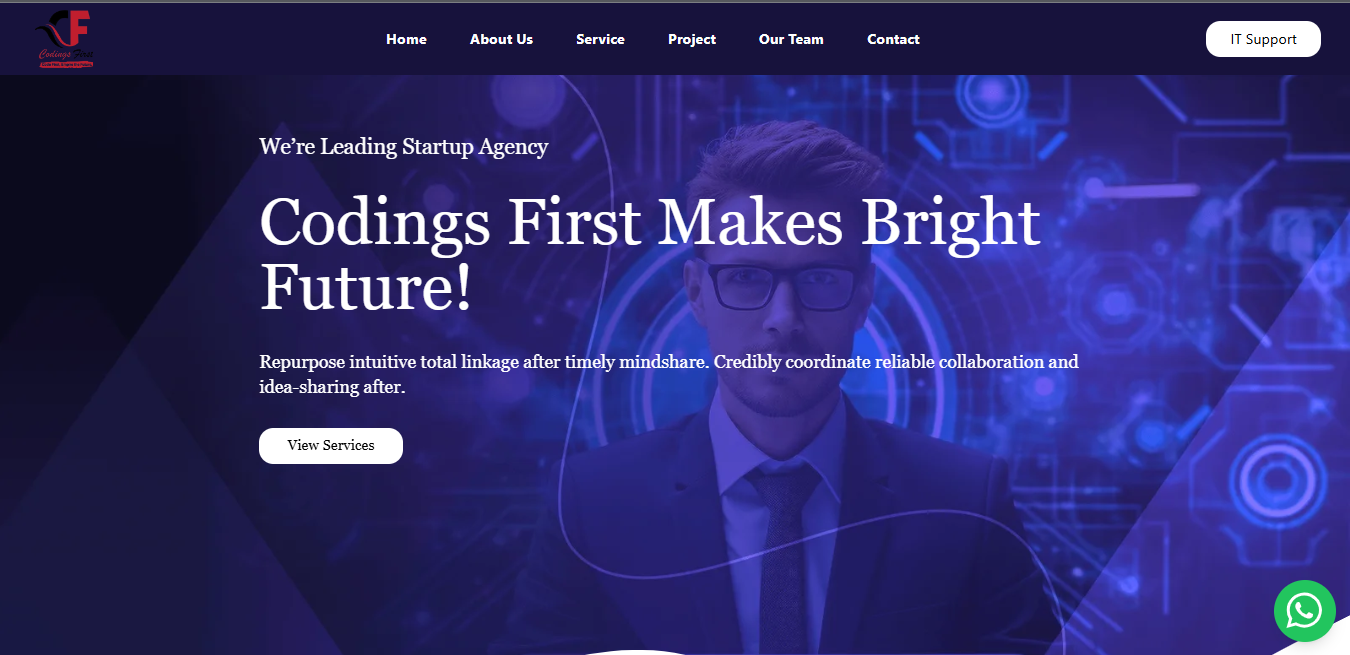 Codings First
Home
About Us
Service
Project
Our Team
Contact
IT Support
We’re Leading Startup Agency
Codings First Makes Bright
Future!
Repurpose intuitive total linkage after timely mindshare. Credibly coordinate reliable collaboration and
idea-sharing after.
View Services